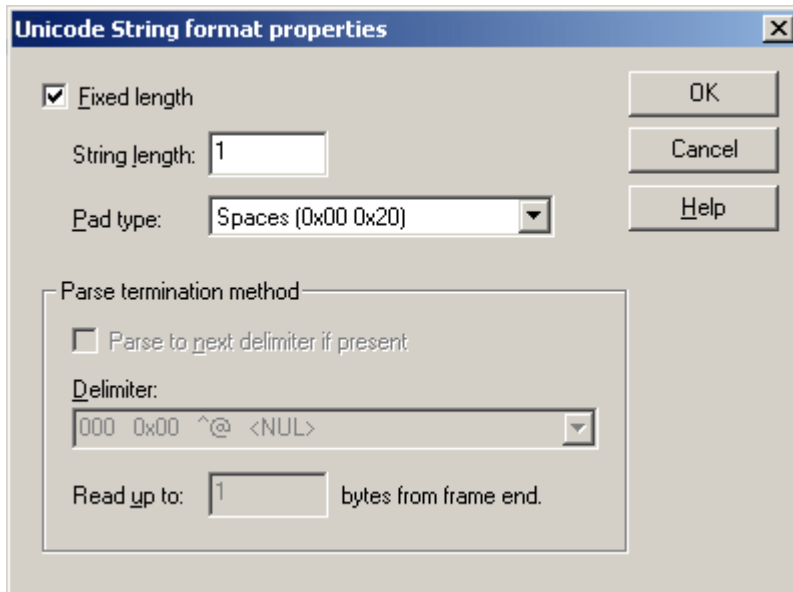 Unicode String format properties
Fixed length
OK
String length: 1
Cancel
Pad type: Spaces (0x00 0x20)
Help
Parse termination method
Parse to next delimiter if present
Delimiter:
000 0x00 ^@ <NUL>
Read up to: 1 bytes from frame end.